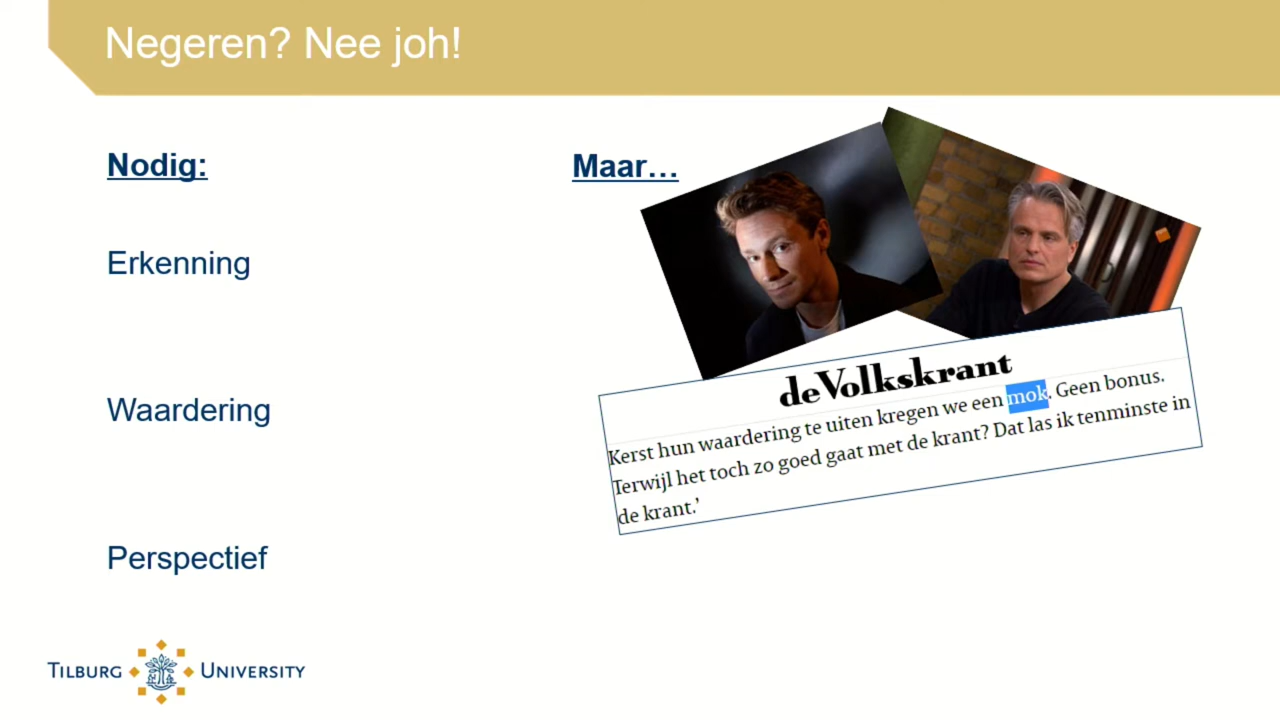 Negeren? Nee joh!
Nodig:
Maar…
Erkenning
Waardering
Perspectief
deVolkskrant
Kerst hun waardering te uiten kregen we een mok. Geen bonus.
Terwijl het toch zo goed gaat met de krant? Dat las ik tenminste in
de krant.’
TILBURG UNIVERSITY